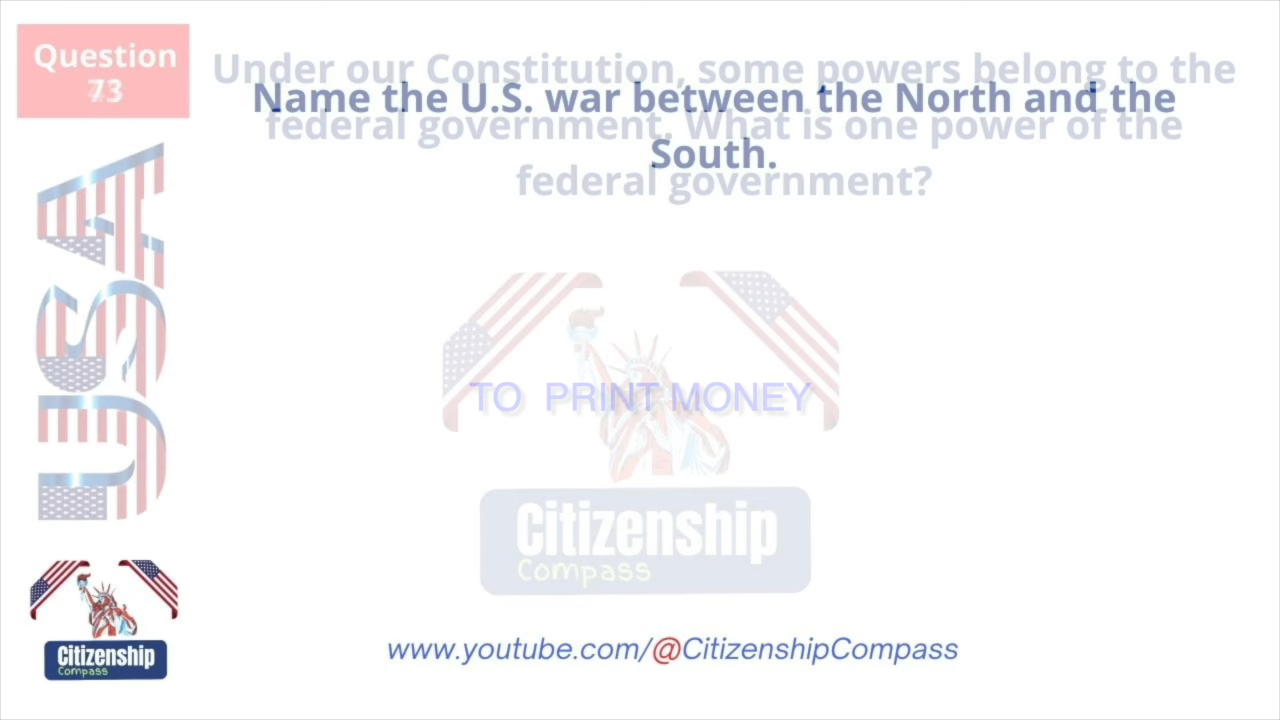 Question
73
Under our Constitution, some powers belong to the
federal government. What is one power of the
federal government?
Name the U.S. war between the North and the
South.
USA
TO PRINT MONEY
Citizenship
Compass
Citizenship
Compass
www.youtube.com/@CitizenshipCompass